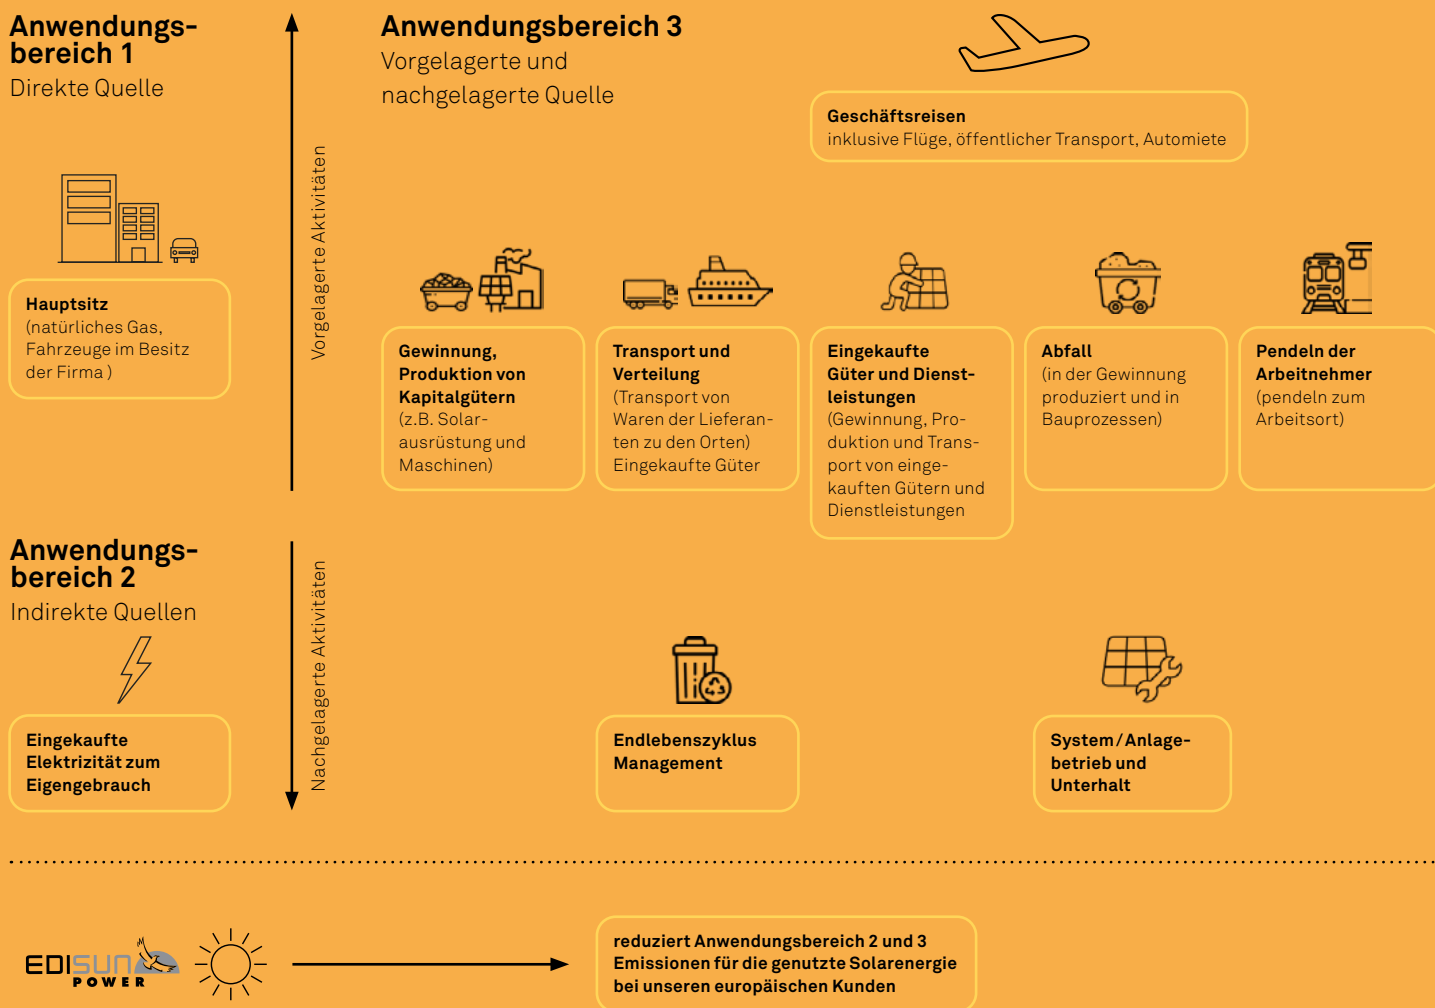 Anwendungs-
bereich 1
Direkte Quelle
Hauptsitz
(natürliches Gas,
Fahrzeuge im Besitz
der Firma )
Anwendungs-
bereich 2
Indirekte Quellen
Eingekaufte
Elektrizität zum
Eigengebrauch
Vorgelagerte Aktivitäten
Nachgelagerte Aktivitäten
Anwendungsbereich 3
Vorgelagerte und
nachgelagerte Quelle
Geschäftsreisen
inklusive Flüge, öffentlicher Transport, Automiete
Gewinnung,
Produktion von
Kapitalgütern
(z.B. Solar-
ausrüstung und
Maschinen)
Transport und
Verteilung
(Transport von
Waren der Lieferan-
ten zu den Orten)
Eingekaufte Güter
Eingekaufte
Güter und Dienst-
leistungen
(Gewinnung, Pro-
duktion und Trans-
port von einge-
kauften Gütern und
Dienstleistungen
Abfall
(in der Gewinnung
produziert und in
Bauprozessen)
Pendeln der
Arbeitnehmer
(pendeln zum
Arbeitsort)
Endlebenszyklus
Management
System/Anlage-
betrieb und
Unterhalt
EDISUN
POWER
reduziert Anwendungsbereich 2 und 3
Emissionen für die genutzte Solarenergie
bei unseren europäischen Kunden